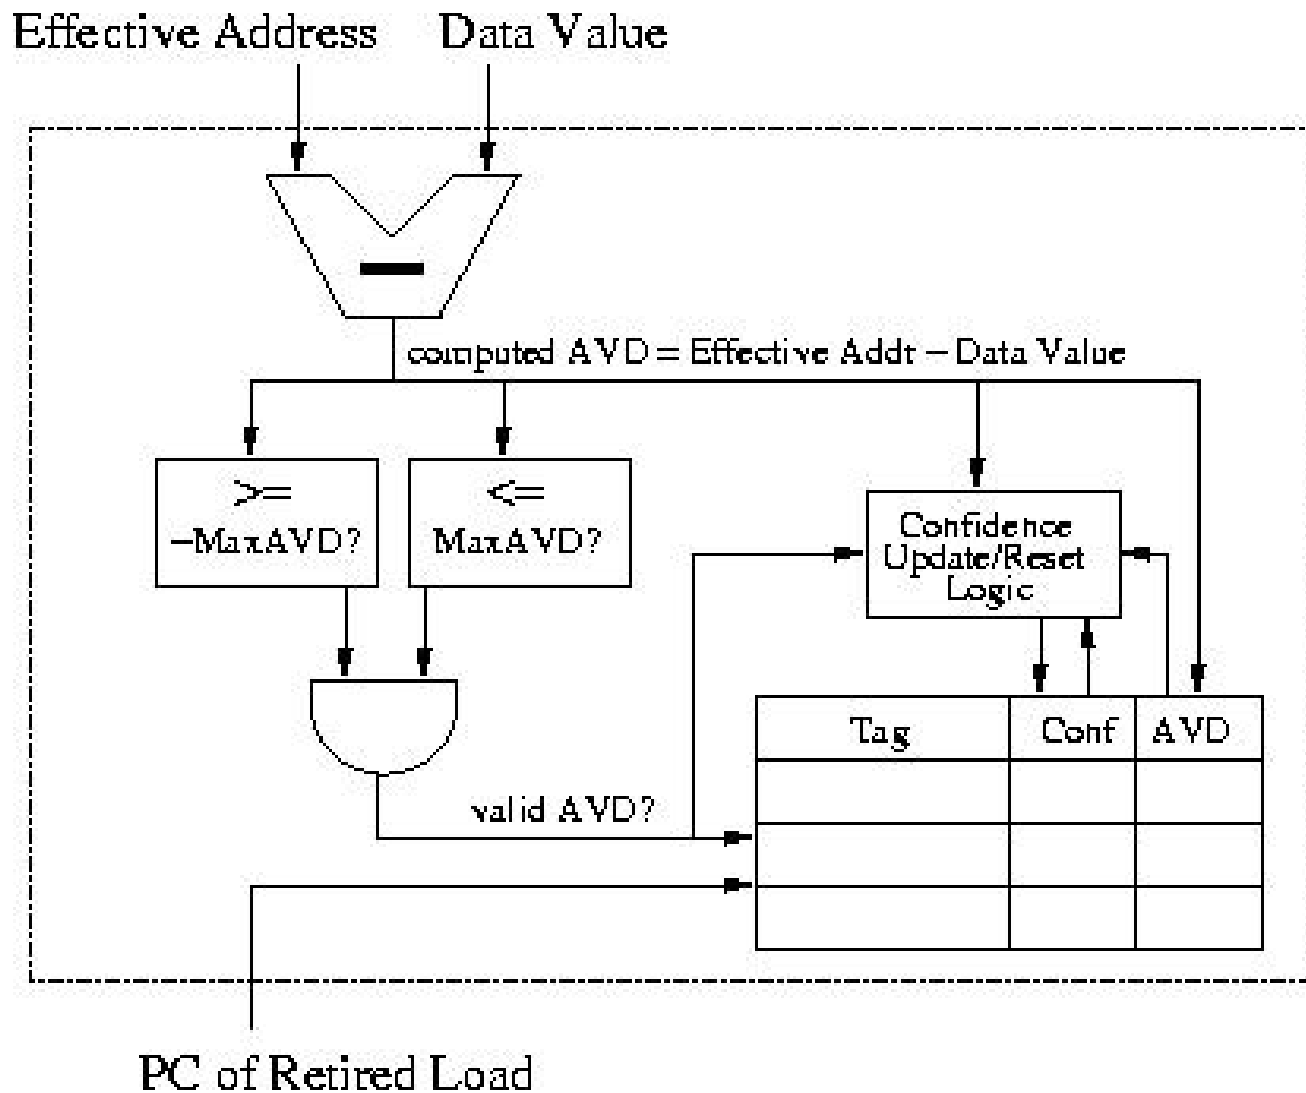 Effective Address
Data Value
computed AVD = Effective Addr – Data Value
>=
–MaxAVD?
<=
MaxAVD?
Confidence
Update/Reset
Logic
Tag
Conf
AVD
valid AVD?
PC of Retired Load